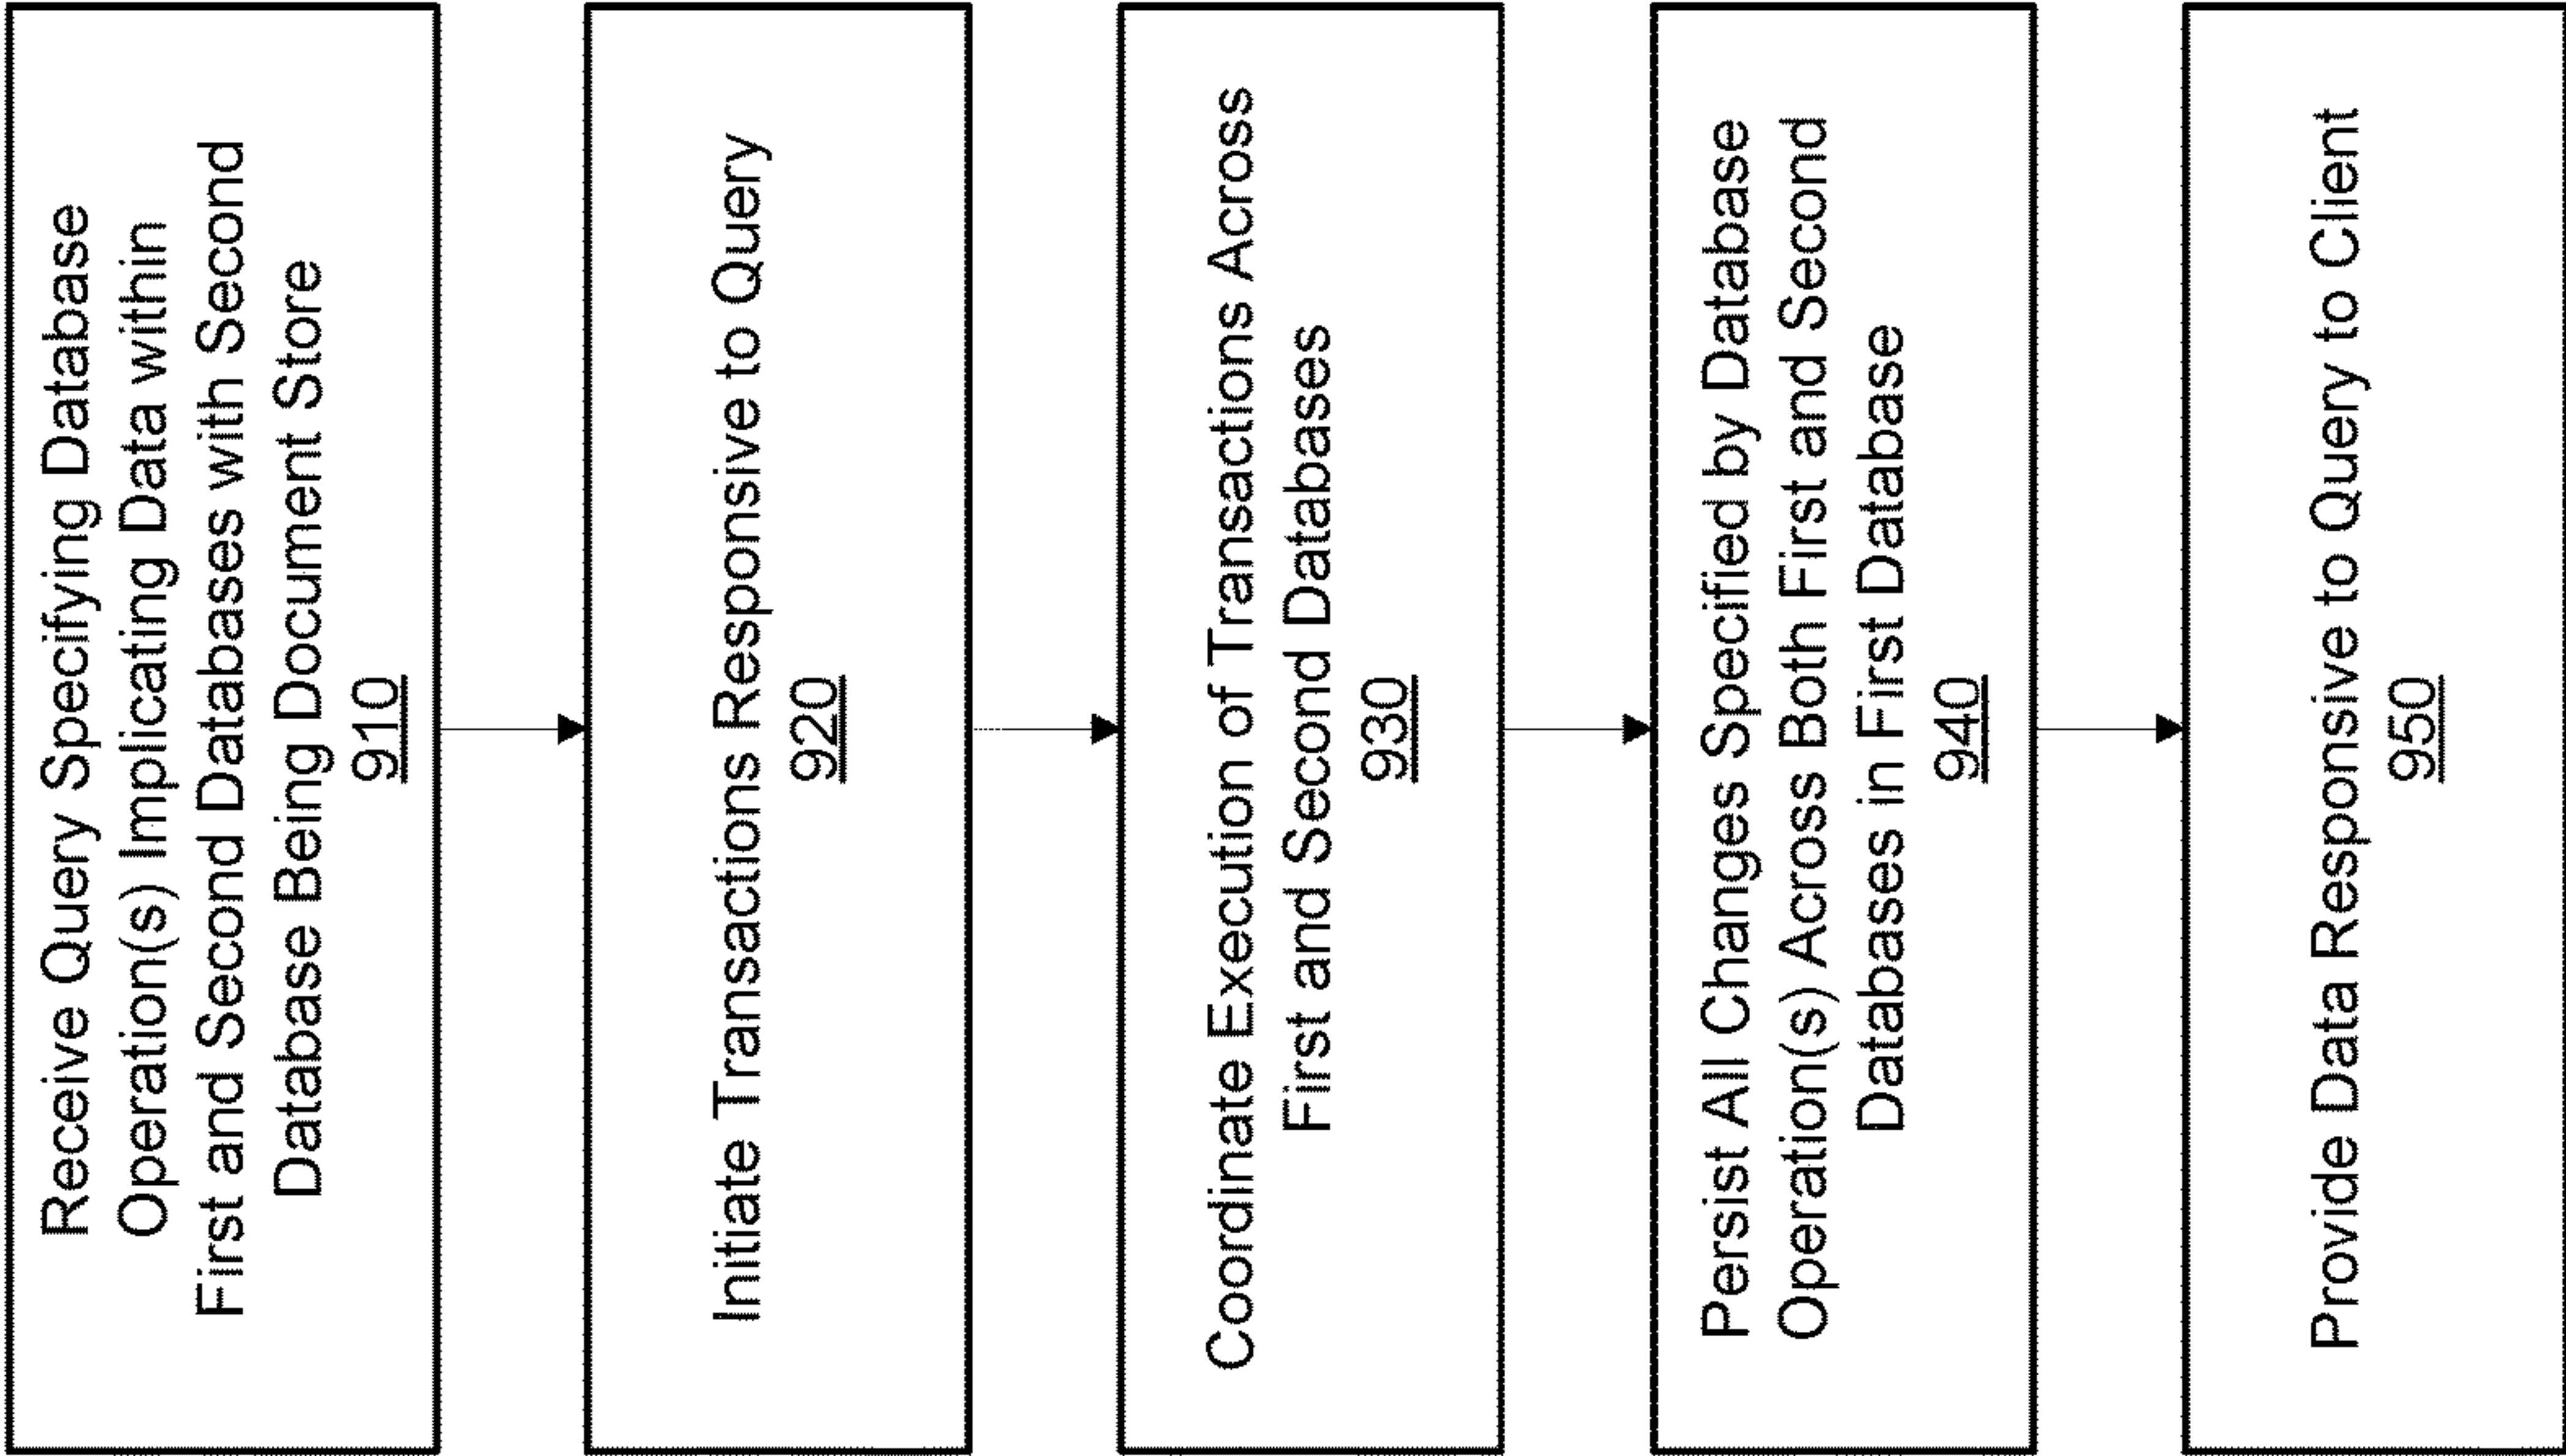 Receive Query Specifying Database
Operation(s) Implicating Data within
First and Second Databases with Second
Database Being Document Store
910
Initiate Transactions Responsive to Query
920
Coordinate Execution of Transactions Across
First and Second Databases
930
Persist All Changes Specified by Database
Operation(s) Across Both First and Second
Databases in First Database
940
Provide Data Responsive to Query to Client
950